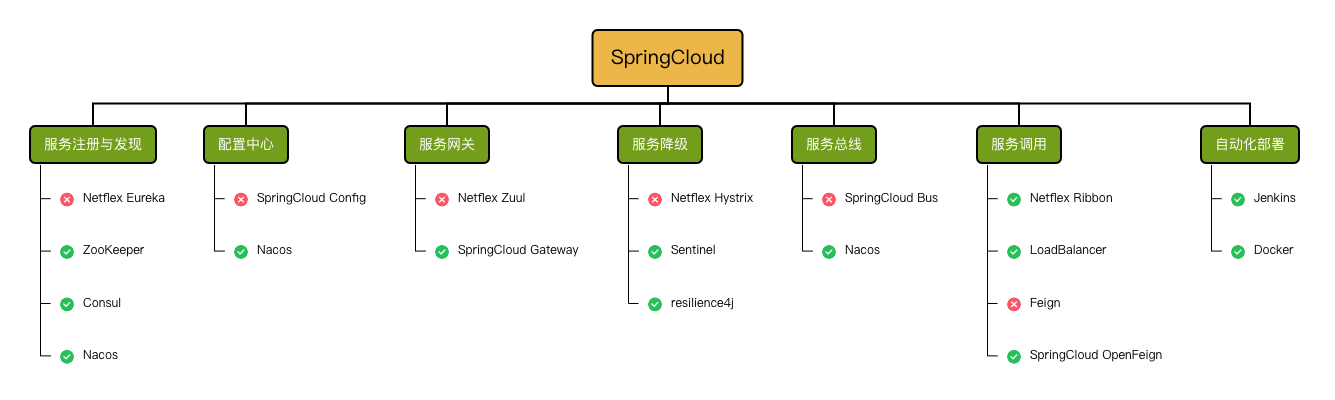 SpringCloud
服务注册与发现
Netflex Eureka
ZooKeeper
Consul
Nacos
配置中心
SpringCloud Config
Nacos
服务网关
Netflex Zuul
SpringCloud Gateway
服务降级
Netflex Hystrix
Sentinel
resilience4j
服务总线
SpringCloud Bus
Nacos
服务调用
Netflex Ribbon
LoadBalancer
Feign
SpringCloud OpenFeign
自动化部署
Jenkins
Docker